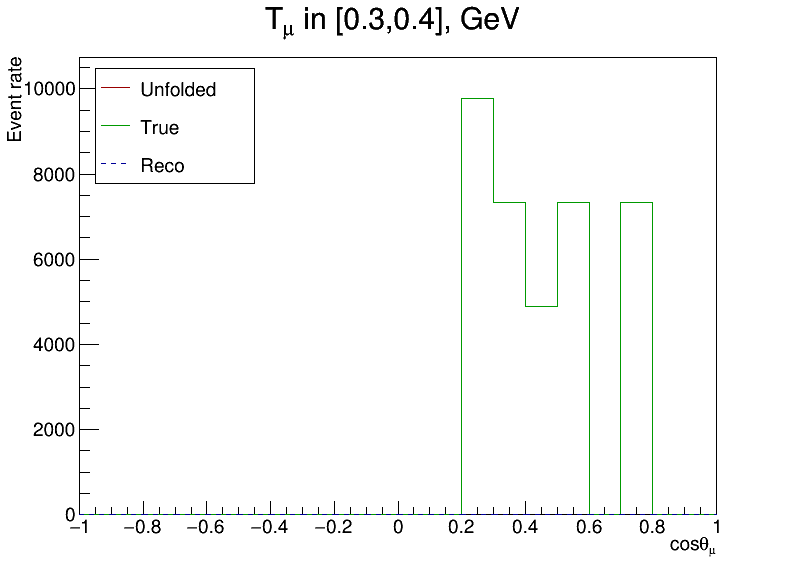 Tμ in [0.3,0.4], GeV
Event rate
Unfolded
True
Reco
10000
8000
6000
4000
2000
0
−1 −0.8 −0.6 −0.4 −0.2 0 0.2 0.4 0.6 0.8 1
cosθμ